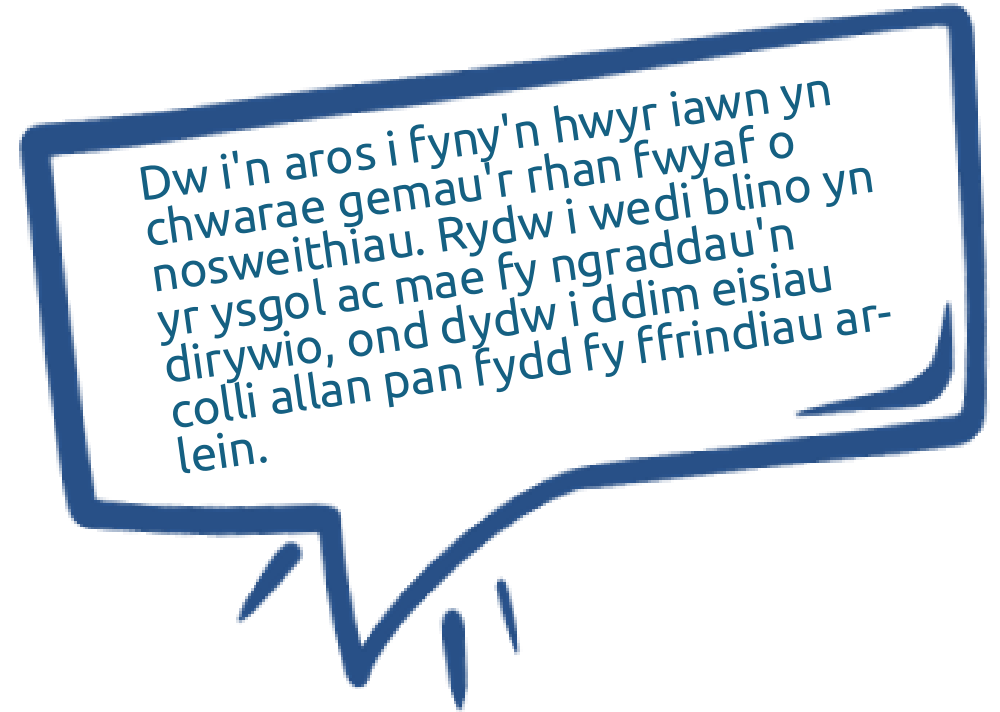 Dw i'n aros i fyny'n hwyr iawn yn
chwarae gemau'r rhan fwyaf o
nosweithiau. Rydw i wedi blino yn
yr ysgol ac mae fy ngraddau'n
dirywio, ond dydw i ddim eisiau
colli allan pan fydd fy ffrindiau ar-
lein.